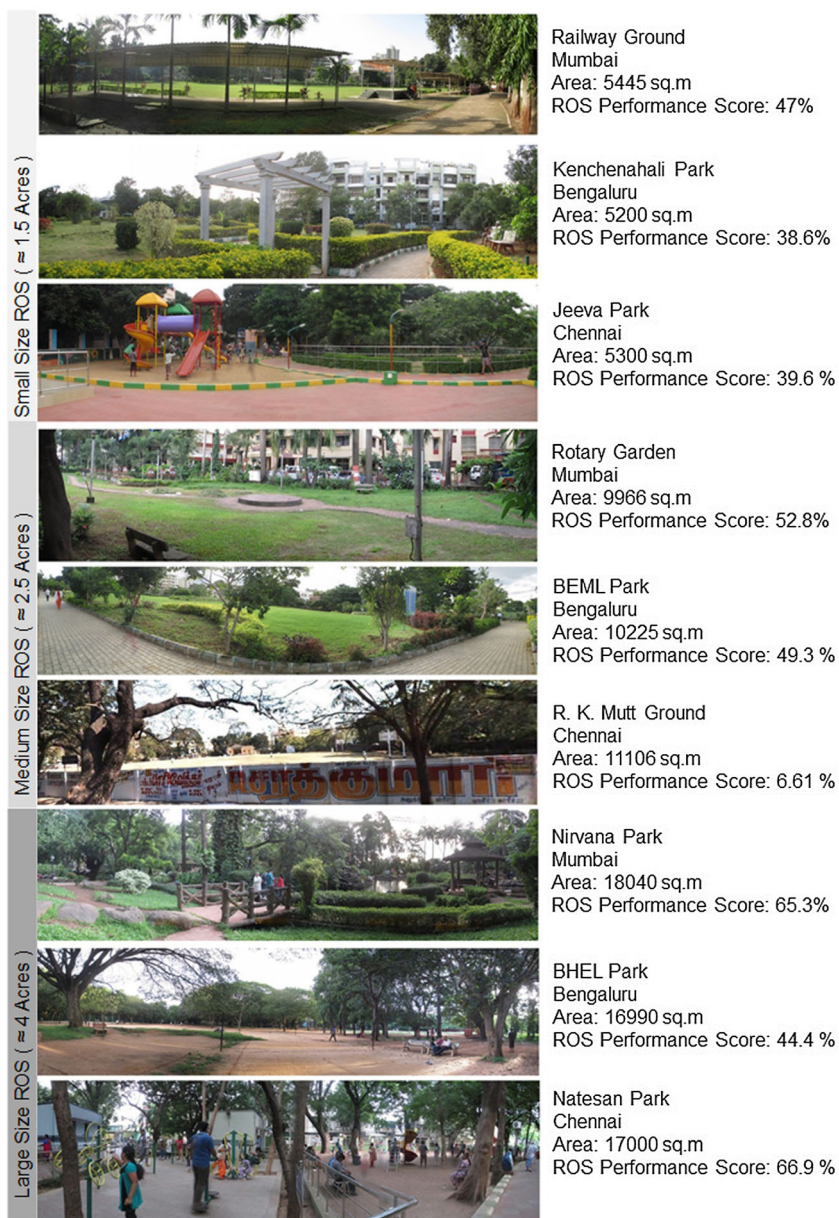 Small Size ROS ( ≈ 1.5 Acres )
Railway Ground
Mumbai
Area: 5445 sq.m
ROS Performance Score: 47%
Kenchenahali Park
Bengaluru
Area: 5200 sq.m
ROS Performance Score: 38.6%
Jeeva Park
Chennai
Area: 5300 sq.m
ROS Performance Score: 39.6 %
Medium Size ROS ( ≈ 2.5 Acres )
Rotary Garden
Mumbai
Area: 9966 sq.m
ROS Performance Score: 52.8%
BEML Park
Bengaluru
Area: 10225 sq.m
ROS Performance Score: 49.3 %
R. K. Mutt Ground
Chennai
Area: 11106 sq.m
ROS Performance Score: 6.61 %
Large Size ROS ( ≈ 4 Acres )
Nirvana Park
Mumbai
Area: 18040 sq.m
ROS Performance Score: 65.3%
BHEL Park
Bengaluru
Area: 16990 sq.m
ROS Performance Score: 44.4 %
Natesan Park
Chennai
Area: 17000 sq.m
ROS Performance Score: 66.9 %